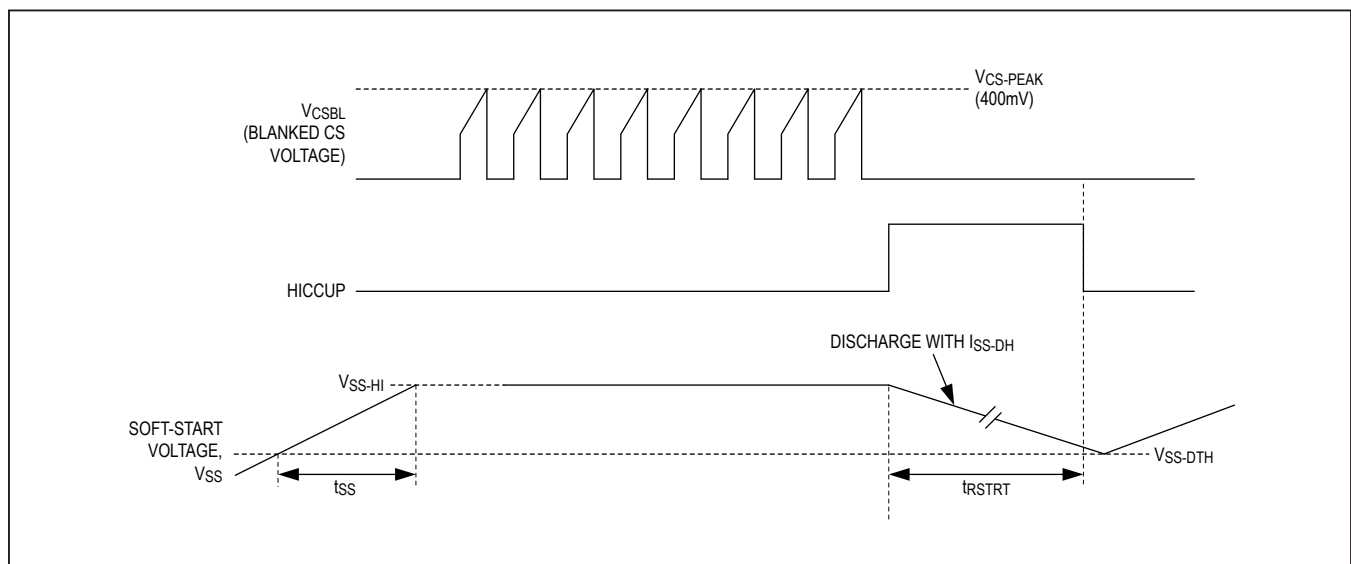 VCS-PEAK
(400mV)
VCSBL
(BLANKED CS
VOLTAGE)
HICCUP
DISCHARGE WITH ISS-DH
VSS-HI
SOFT-START
VOLTAGE,
VSS
VSS-DTH
tSS
tRSTRT